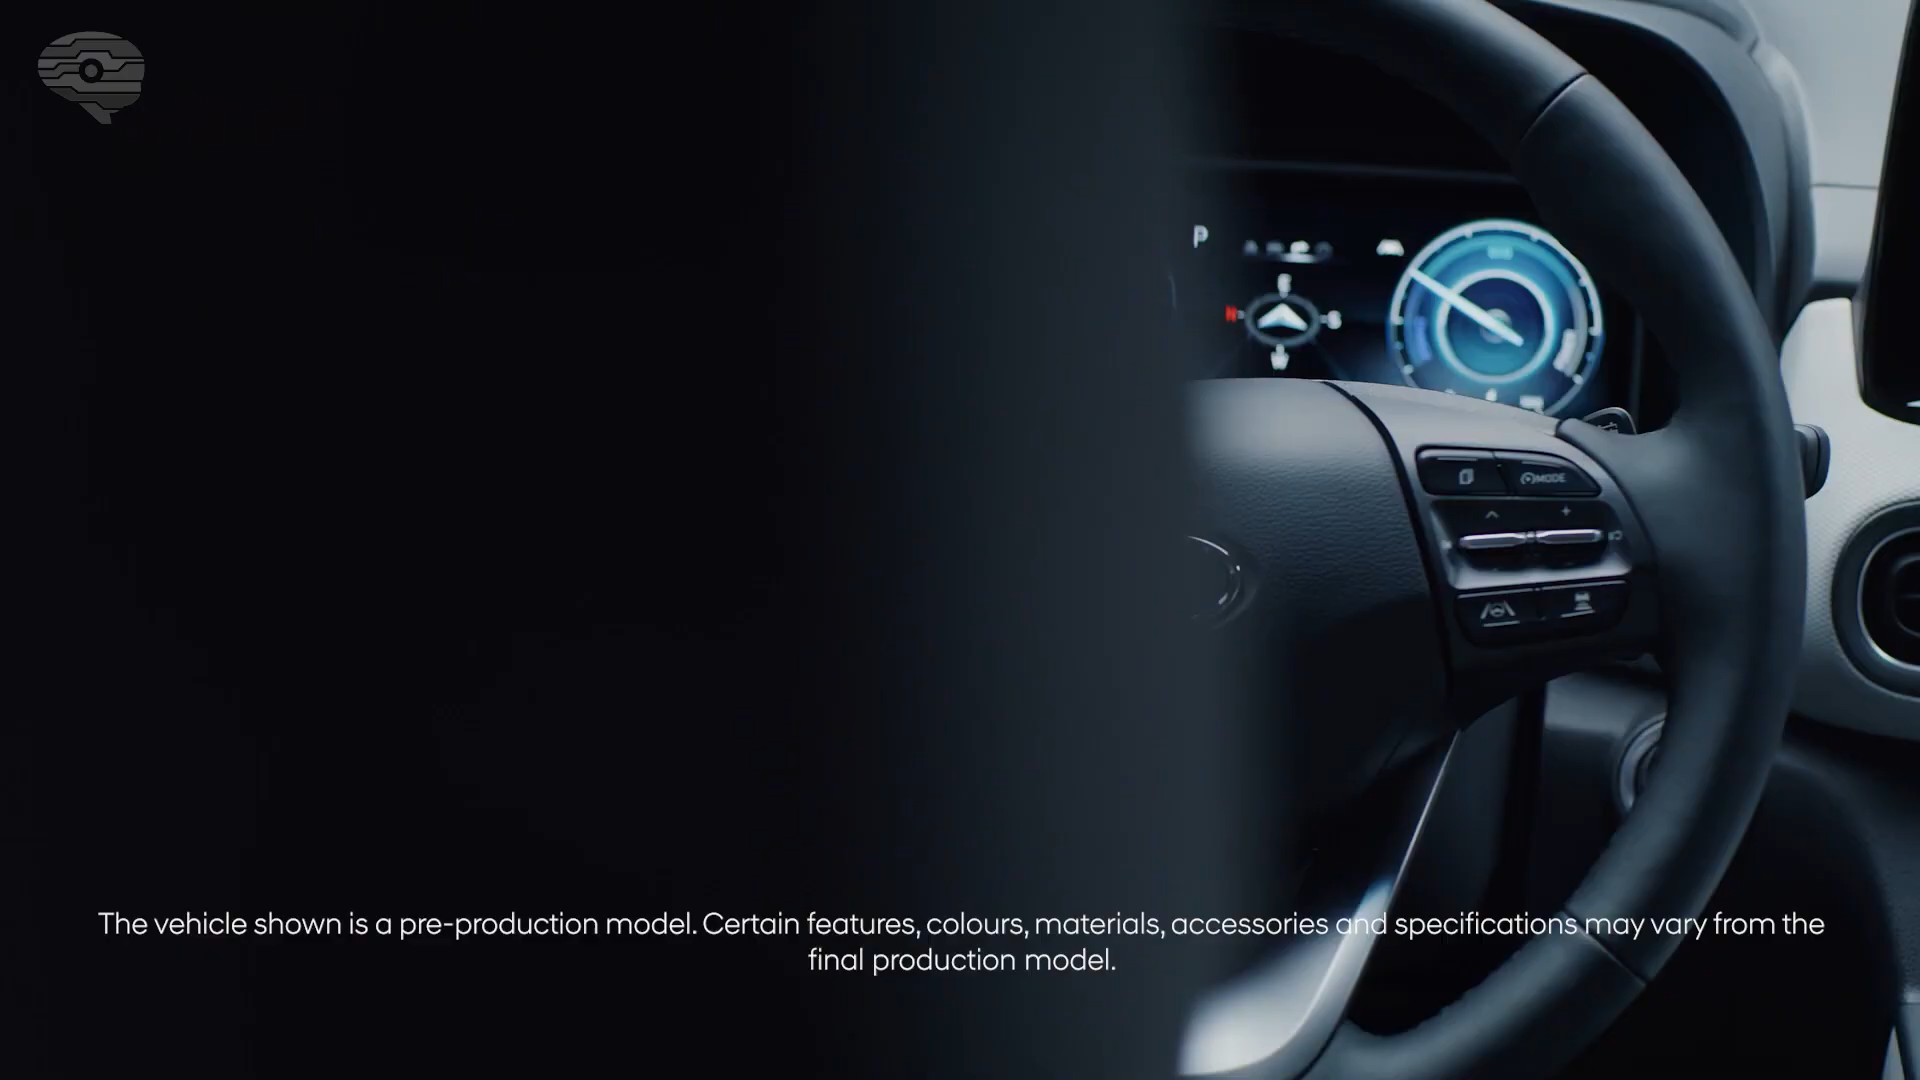 P
E
N
S
W
MODE
The vehicle shown is a pre-production model. Certain features, colours, materials, accessories and specifications may vary from the
final production model.